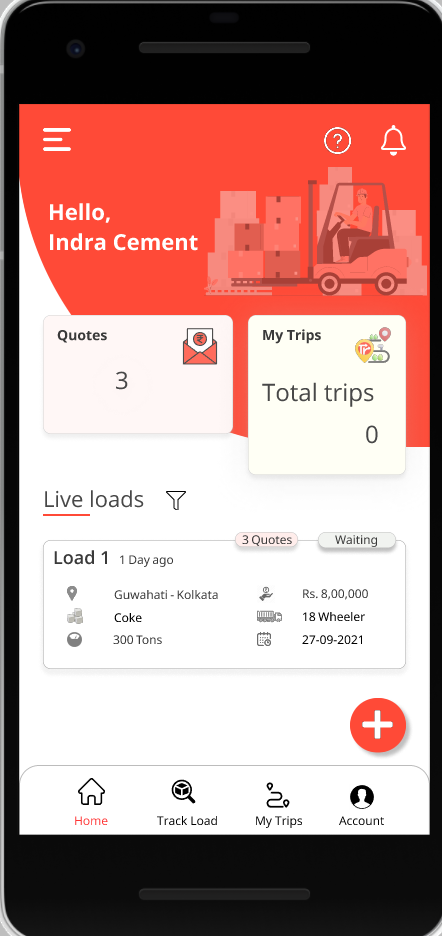 Hello,
Indra Cement
Quotes
3
My Trips
Total trips
0
Live loads
3 Quotes
Waiting
Load 1 1 Day ago
Guwahati - Kolkata
Rs. 8,00,000
Coke
18 Wheeler
300 Tons
27-09-2021
Home
Track Load
My Trips
Account